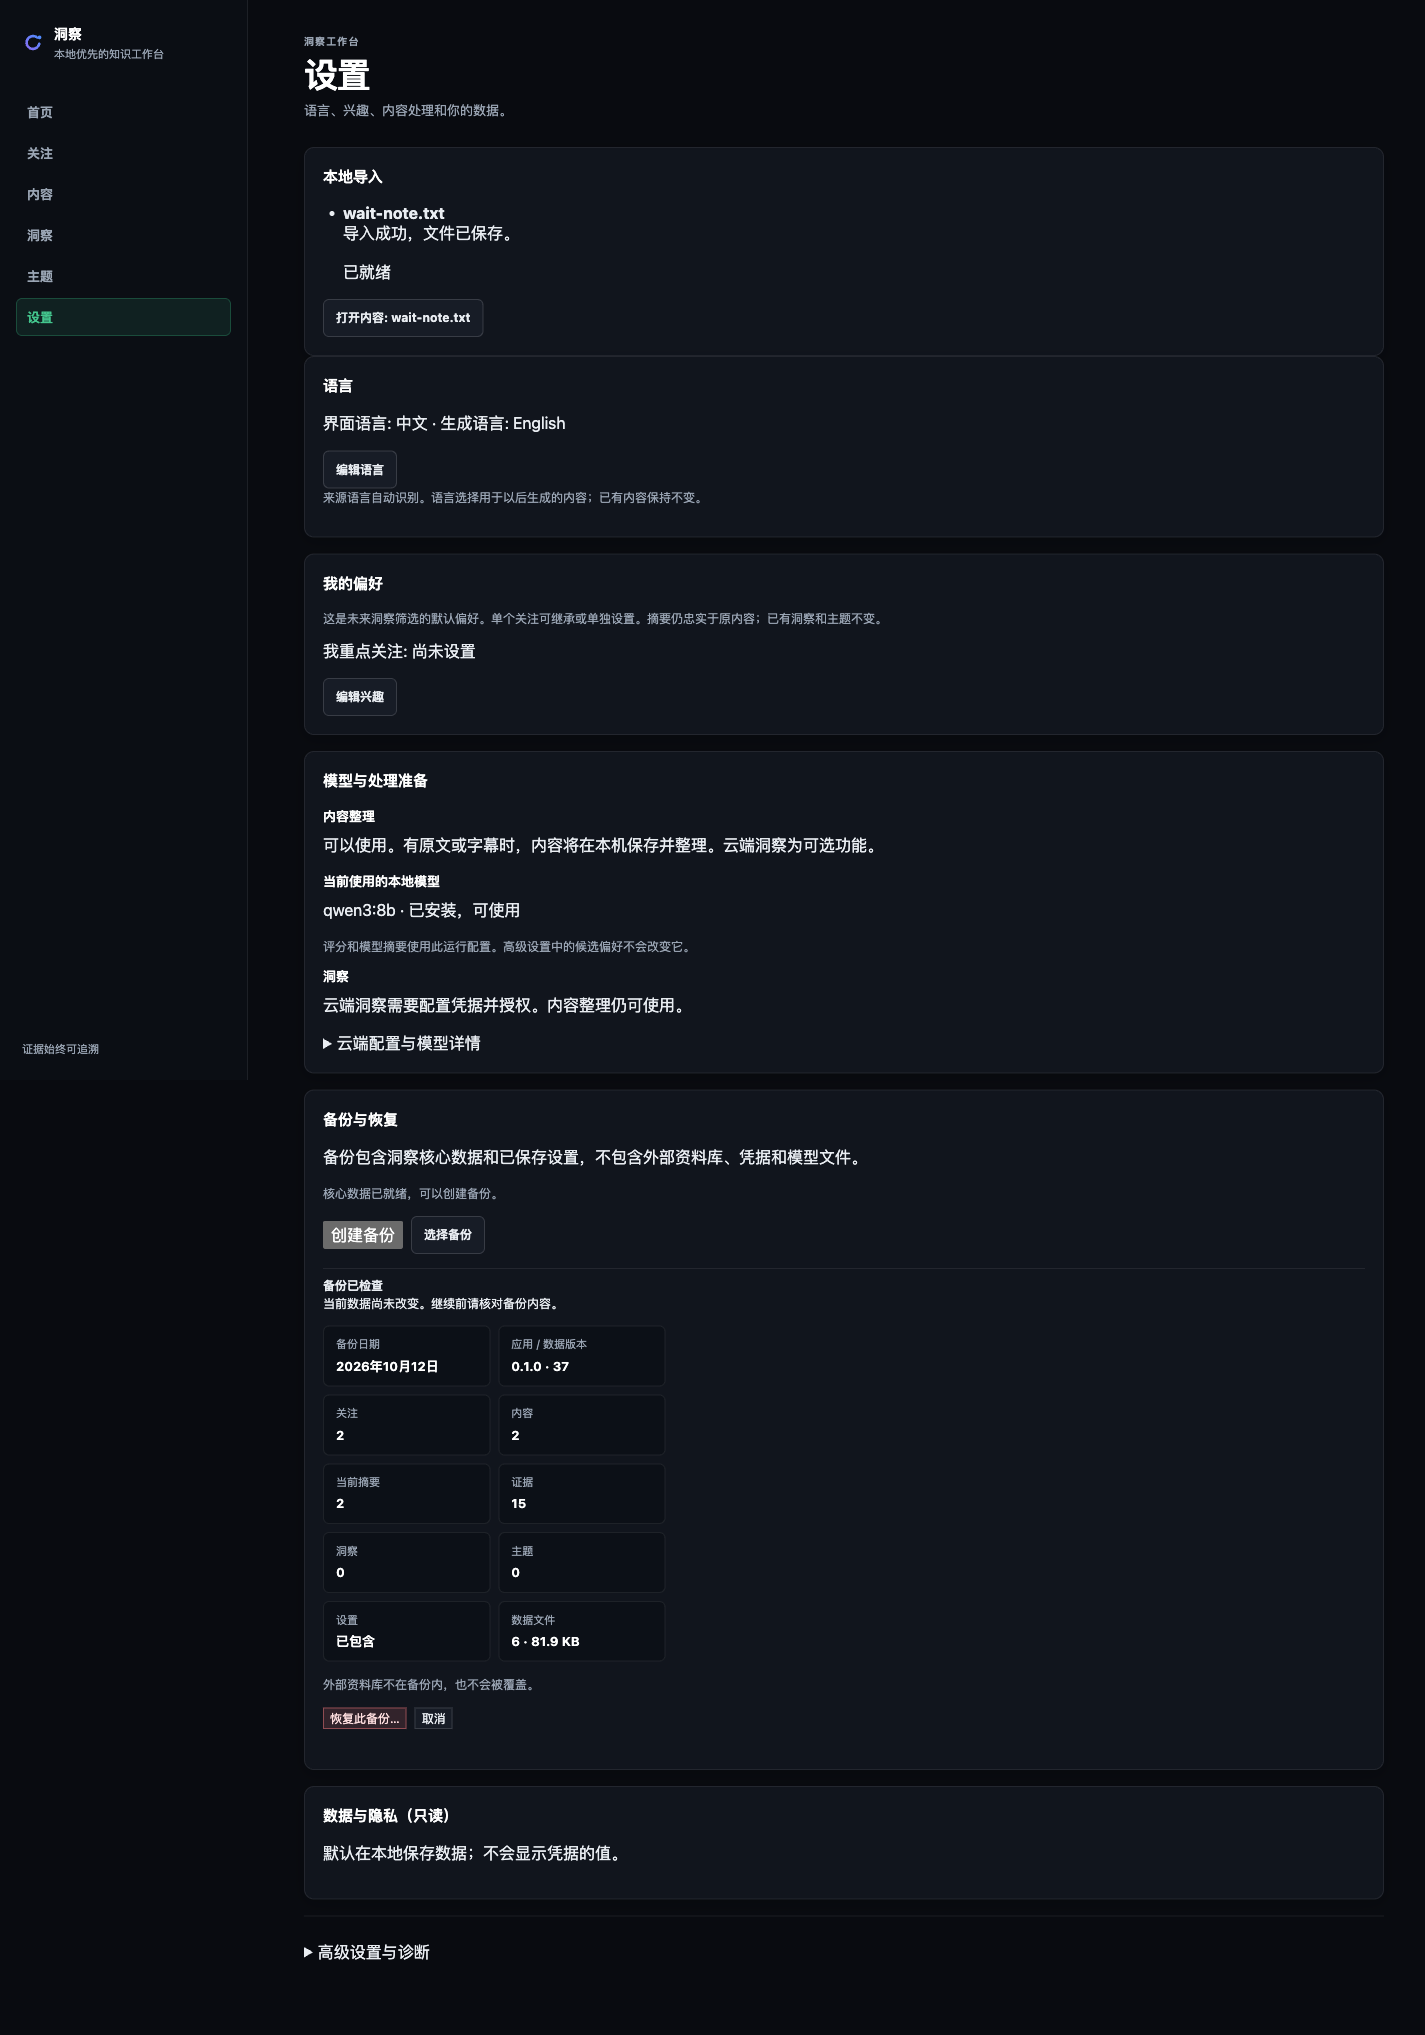 洞察
本地优先的知识工作台
首页
关注
内容
洞察
主题
设置
证据始终可追溯
洞察工作台
设置
语言、兴趣、内容处理和你的数据。
本地导入
• wait-note.txt
导入成功，文件已保存。
已就绪
打开内容: wait-note.txt
语言
界面语言: 中文 · 生成语言: English
编辑语言
来源语言自动识别。语言选择用于以后生成的内容；已有内容保持不变。
我的偏好
这是未来洞察筛选的默认偏好。单个关注可继承或单独设置。摘要仍忠实于原内容；已有洞察和主题不变。
我重点关注: 尚未设置
编辑兴趣
模型与处理准备
内容整理
可以使用。有原文或字幕时，内容将在本机保存并整理。云端洞察为可选功能。
当前使用的本地模型
qwen3:8b · 已安装，可使用
评分和模型摘要使用此运行配置。高级设置中的候选偏好不会改变它。
洞察
云端洞察需要配置凭据并授权。内容整理仍可使用。
▶ 云端配置与模型详情
备份与恢复
备份包含洞察核心数据和已保存设置，不包含外部资料库、凭据和模型文件。
核心数据已就绪，可以创建备份。
创建备份 选择备份
备份已检查
当前数据尚未改变。继续前请核对备份内容。
备份日期
2026年10月12日
应用 / 数据版本
0.1.0 · 37
关注
2
内容
2
当前摘要
2
证据
15
洞察
0
主题
0
设置
已包含
数据文件
6 · 81.9 KB
外部资料库不在备份内，也不会被覆盖。
恢复此备份... 取消
数据与隐私（只读）
默认在本地保存数据；不会显示凭据的值。
▶ 高级设置与诊断